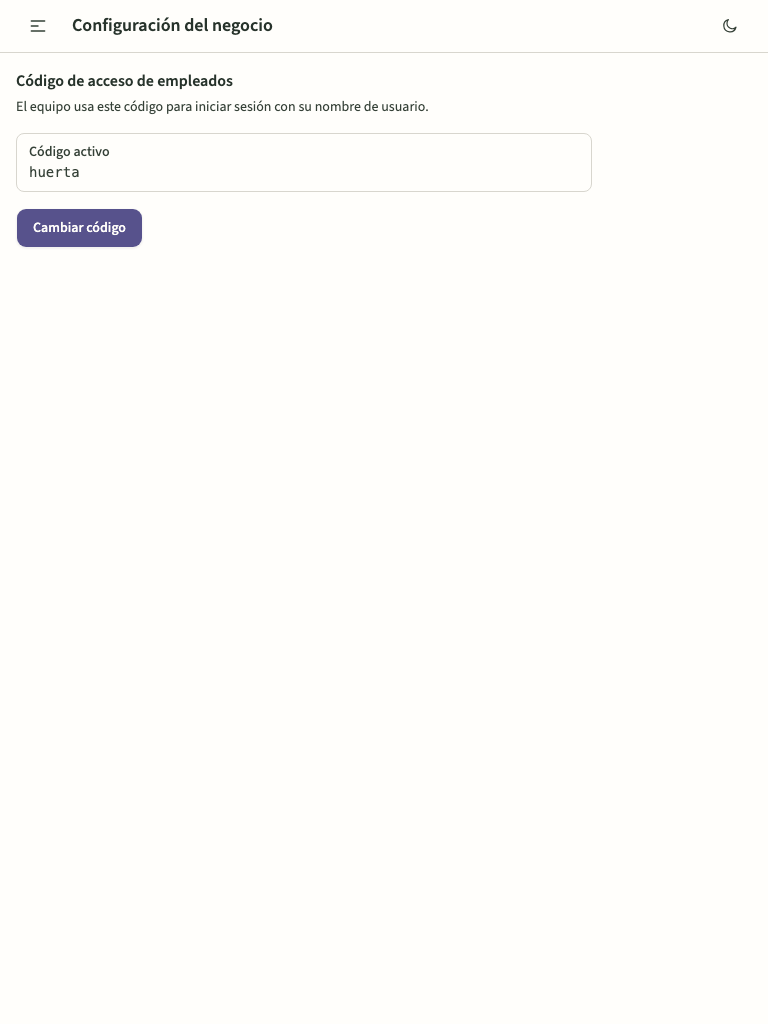 Configuración del negocio
Código de acceso de empleados
El equipo usa este código para iniciar sesión con su nombre de usuario.
Código activo
huerta
Cambiar código